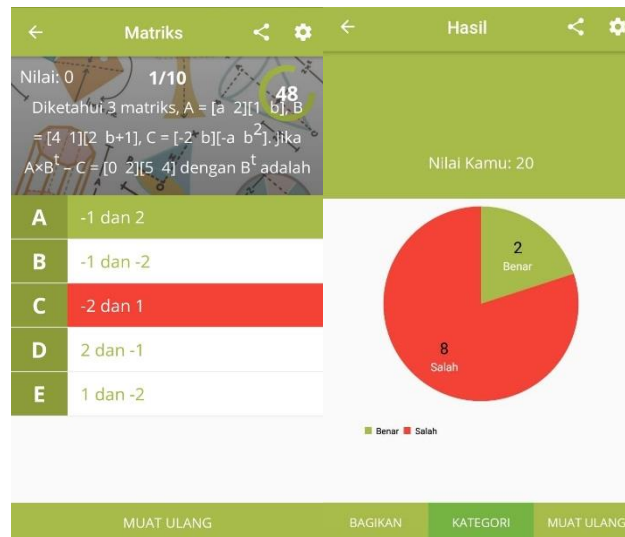 Matriks
Nilai: 0 1/10
48
Diketahui 3 matriks, A = [a 2][1 b], B
= [4 1][2 b+1], C = [-2 b][-a b²]. Jika
A×Bᵗ – C = [0 2][5 4] dengan Bᵗ adalah
A -1 dan 2
B -1 dan -2
C -2 dan 1
D 2 dan -1
E 1 dan -2
MUAT ULANG
Hasil
Nilai Kamu: 20
2
Benar
8
Salah
Benar Salah
BAGIKAN KATEGORI MUAT ULANG